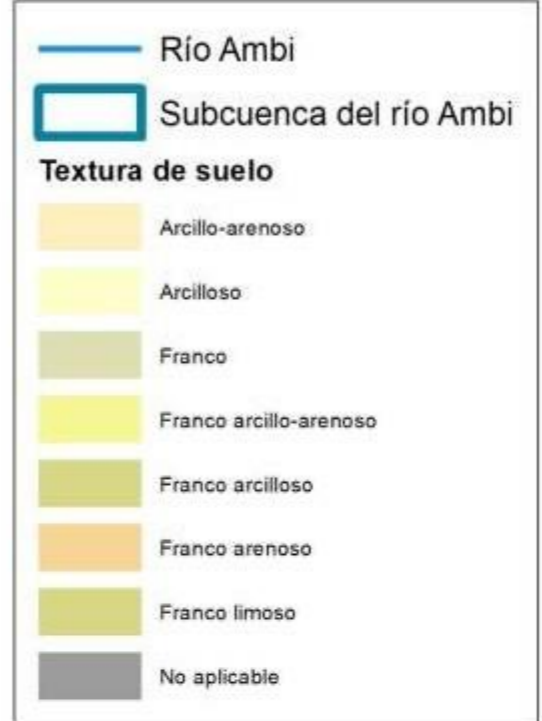 Río Ambi
Subcuenca del río Ambi
Textura de suelo
Arcillo-arenoso
Arcilloso
Franco
Franco arcillo-arenoso
Franco arcilloso
Franco arenoso
Franco limoso
No aplicable